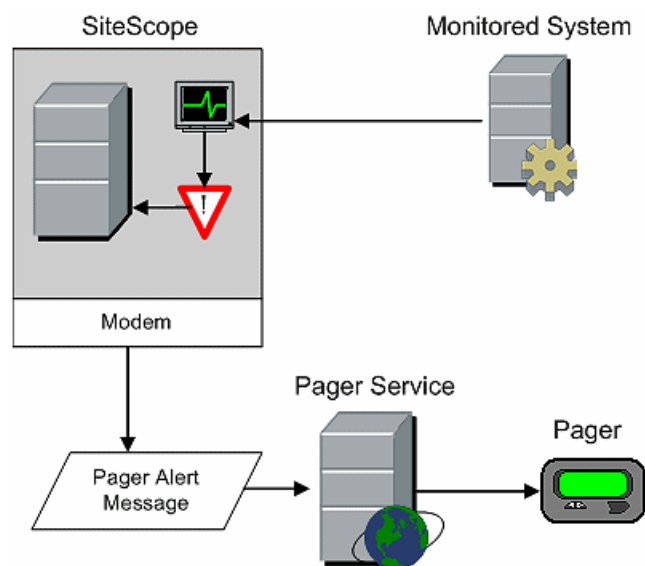 SiteScope
Monitored System
!
Modem
Pager Service
Pager
Pager Alert
Message